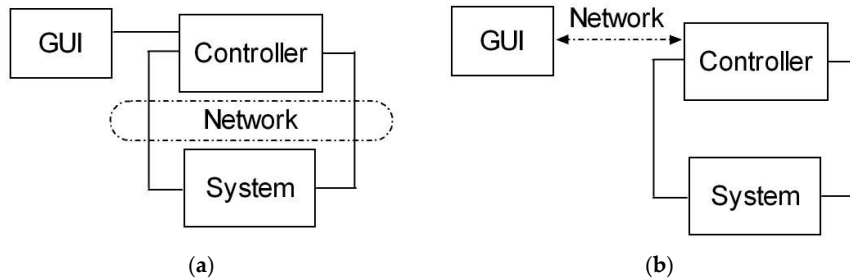 GUI
Controller
Network
System
(a)
Network
GUI
Controller
System
(b)